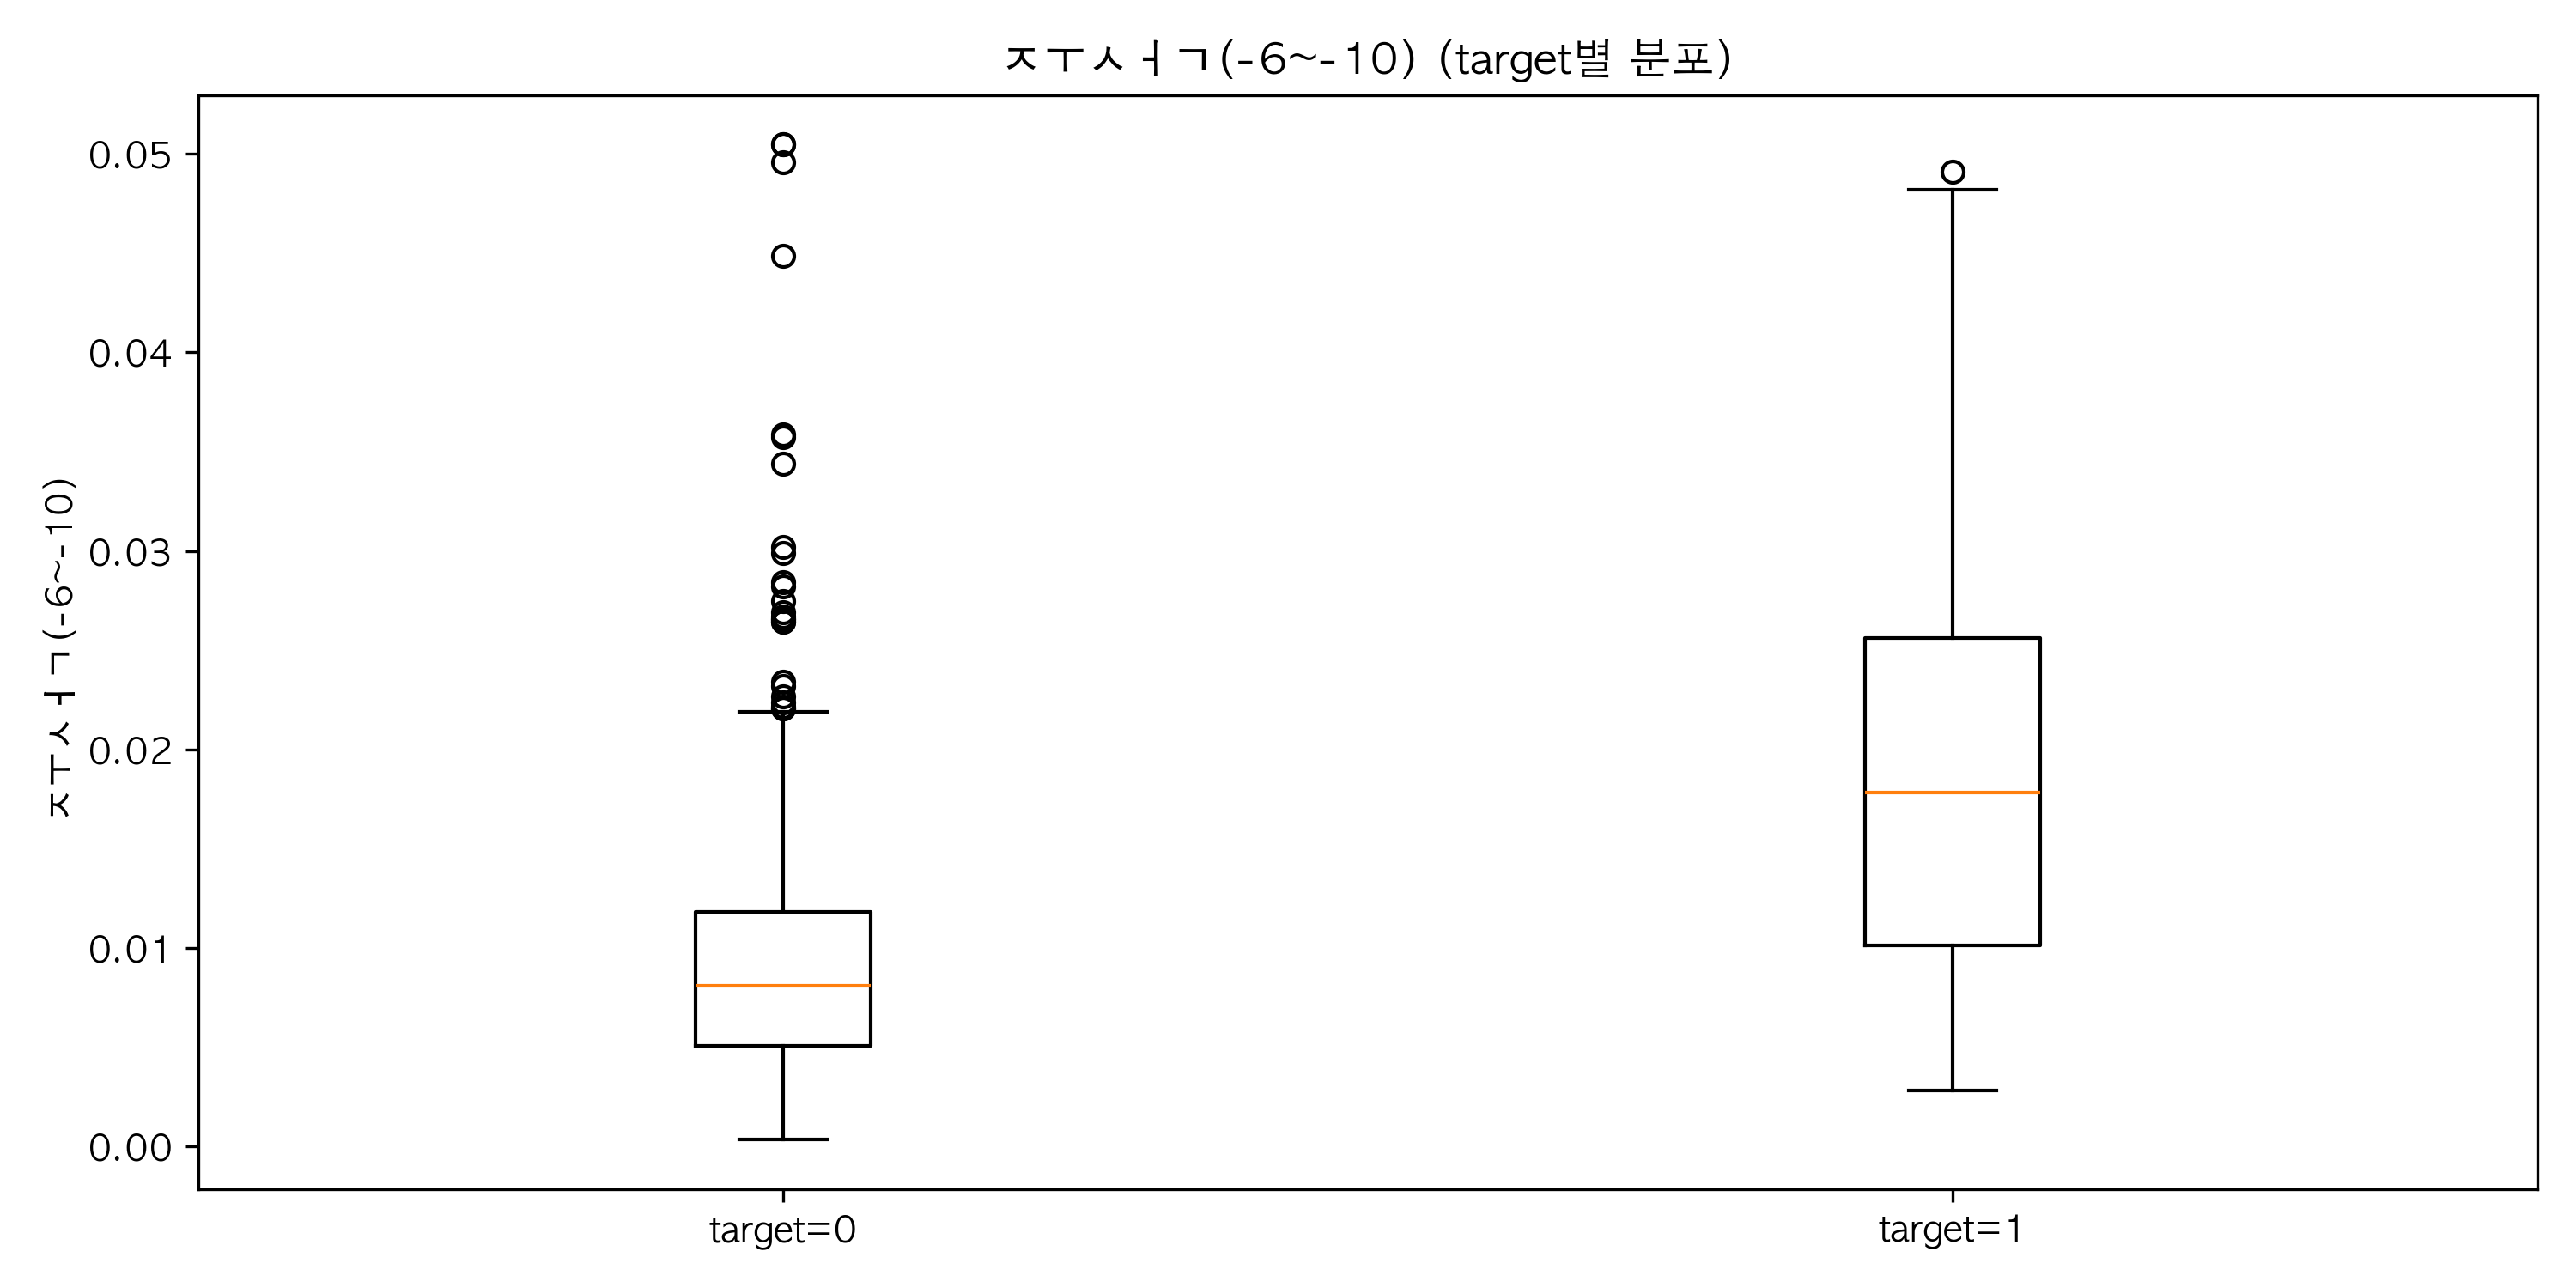 ㅈㅜㅅㅓㄱ(-6~-10) (target별 분포)
ㅈㅜㅅㅓㄱ(-6~-10)
0.05
0.04
0.03
0.02
0.01
0.00
target=0
target=1